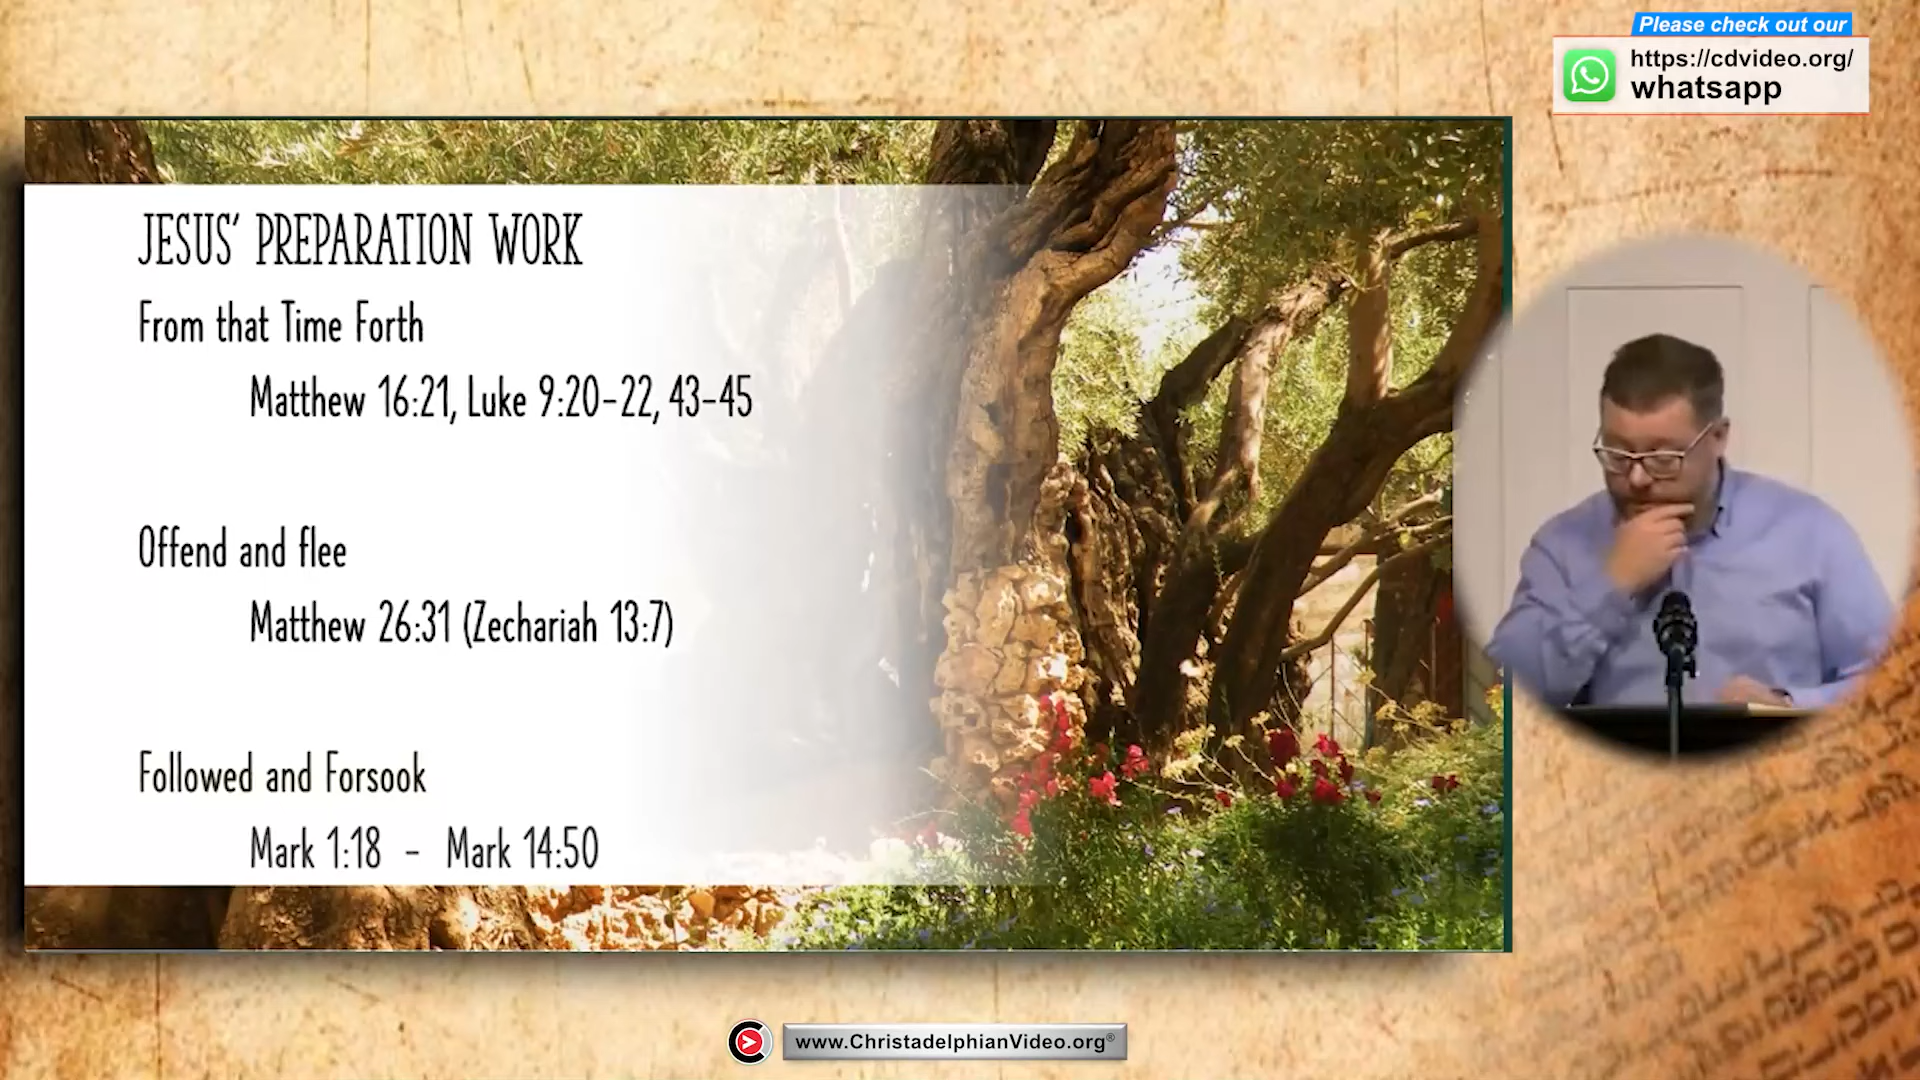 Please check out our
https://cdvideo.org/
whatsapp
JESUS’ PREPARATION WORK
From that Time Forth
Matthew 16:21, Luke 9:20-22, 43-45
Offend and flee
Matthew 26:31 (Zechariah 13:7)
Followed and Forsook
Mark 1:18 - Mark 14:50
www.ChristadelphianVideo.org®